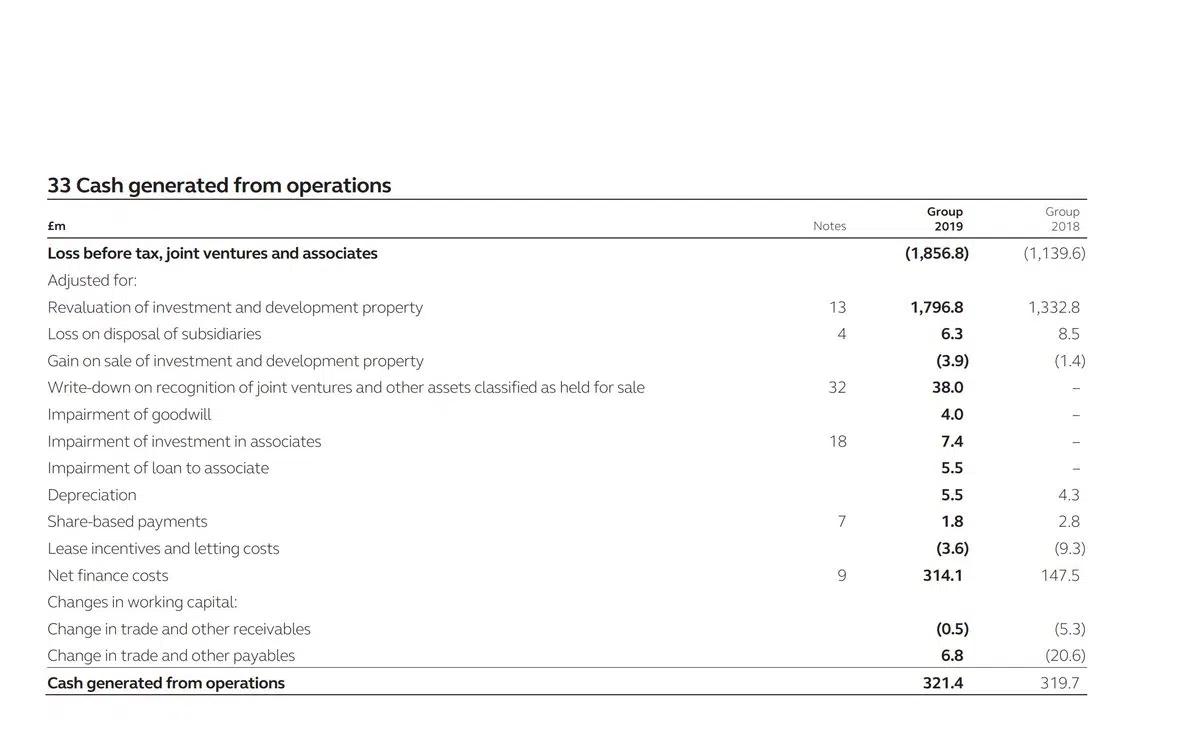 33 Cash generated from operations
Group Group
£m Notes 2019 2018
Loss before tax, joint ventures and associates (1,856.8) (1,139.6)
Adjusted for:
Revaluation of investment and development property 13 1,796.8 1,332.8
Loss on disposal of subsidiaries 4 6.3 8.5
Gain on sale of investment and development property (3.9) (1.4)
Write-down on recognition of joint ventures and other assets classified as held for sale 32 38.0 –
Impairment of goodwill 4.0 –
Impairment of investment in associates 18 7.4 –
Impairment of loan to associate 5.5 –
Depreciation 5.5 4.3
Share-based payments 7 1.8 2.8
Lease incentives and letting costs (3.6) (9.3)
Net finance costs 9 314.1 147.5
Changes in working capital:
Change in trade and other receivables (0.5) (5.3)
Change in trade and other payables 6.8 (20.6)
Cash generated from operations 321.4 319.7